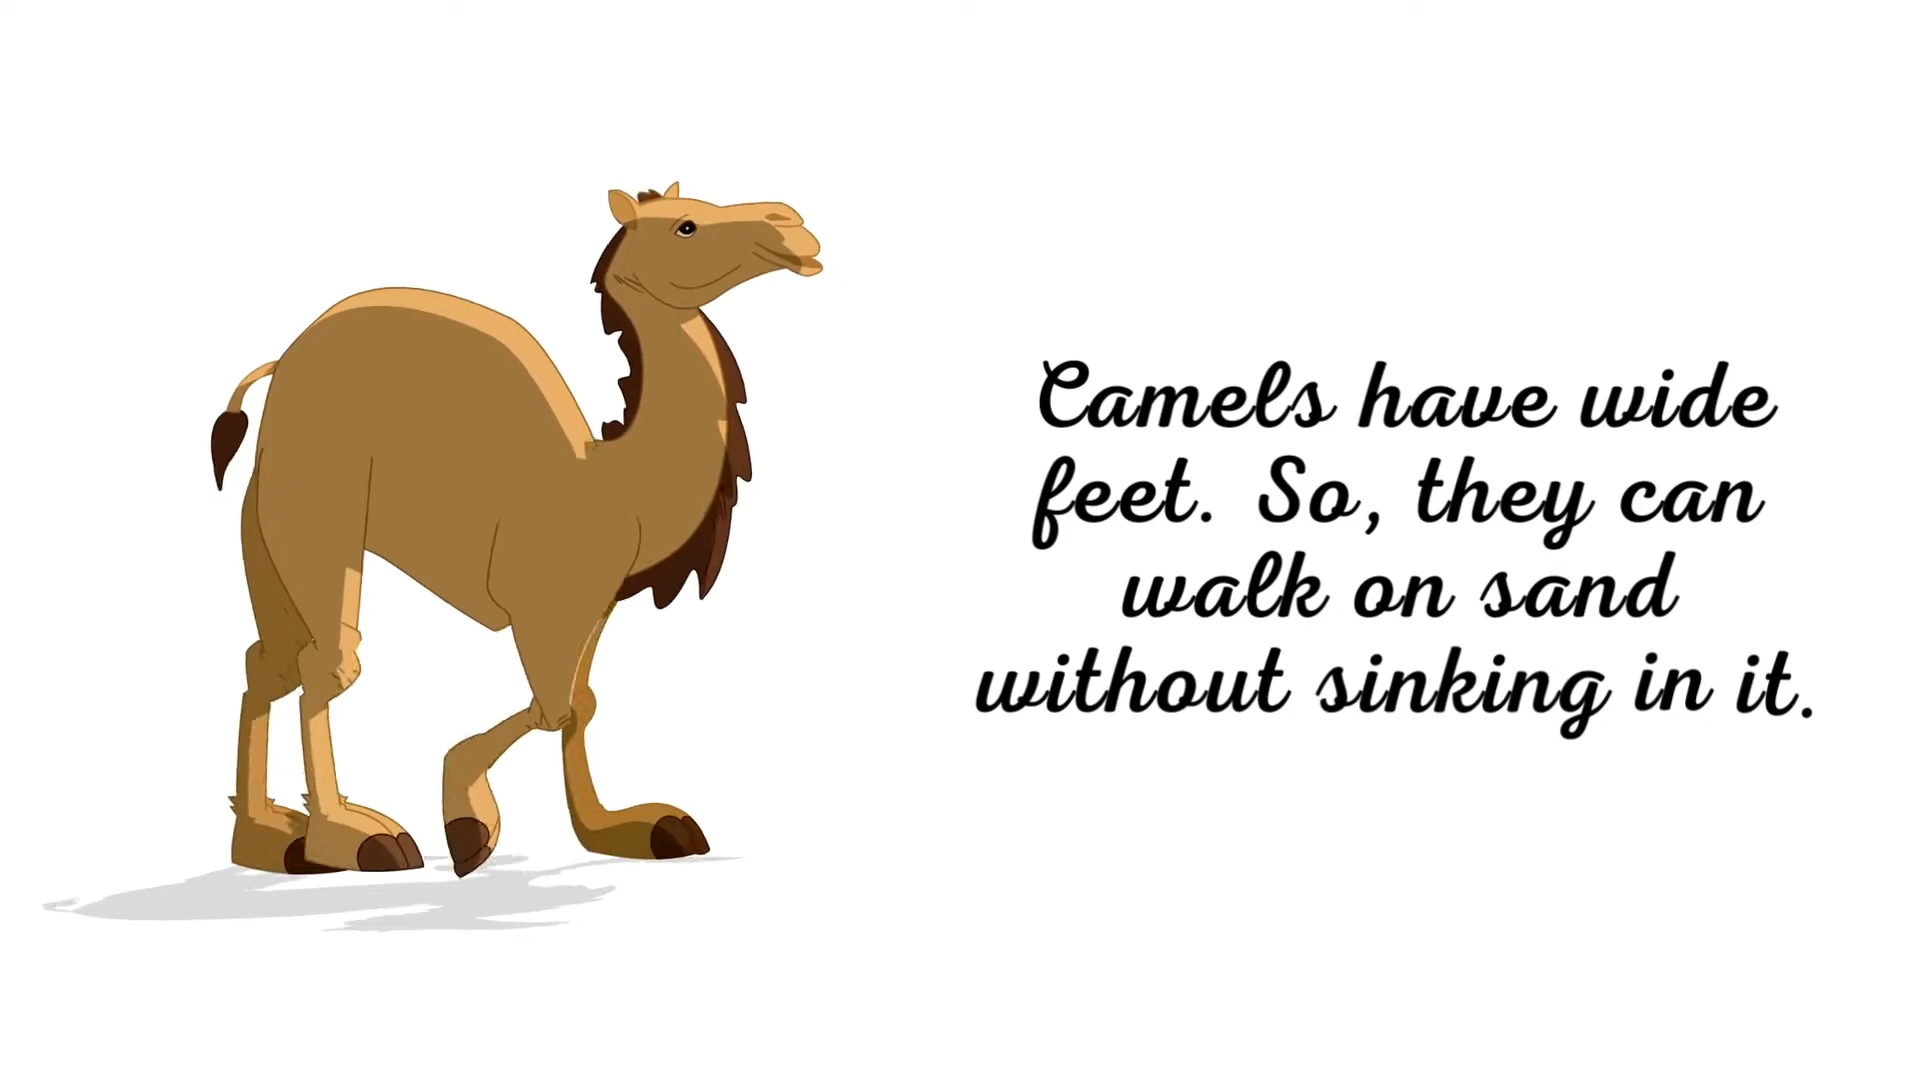 Camels have wide
feet. So, they can
walk on sand
without sinking in it.